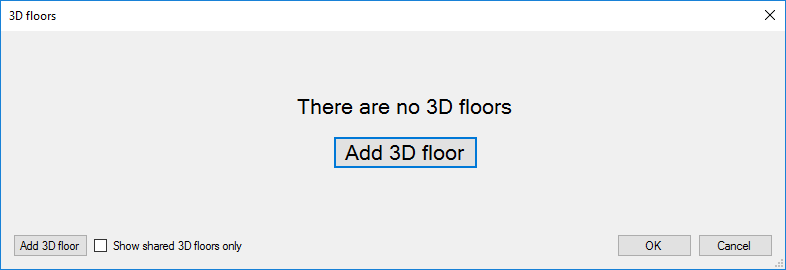 3D floors
There are no 3D floors
Add 3D floor
Add 3D floor
Show shared 3D floors only
OK
Cancel